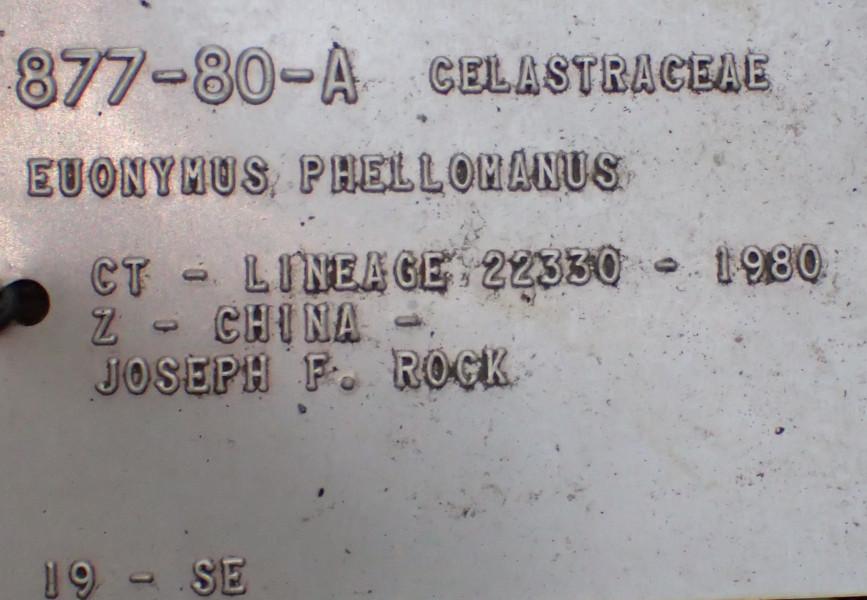 877-80-A CELASTRACEAE
EUONYMUS PHELLOMANUS
CT - LINEAGE 22330 - 1980
Z - CHINA -
JOSEPH F. ROCK
19 - SE